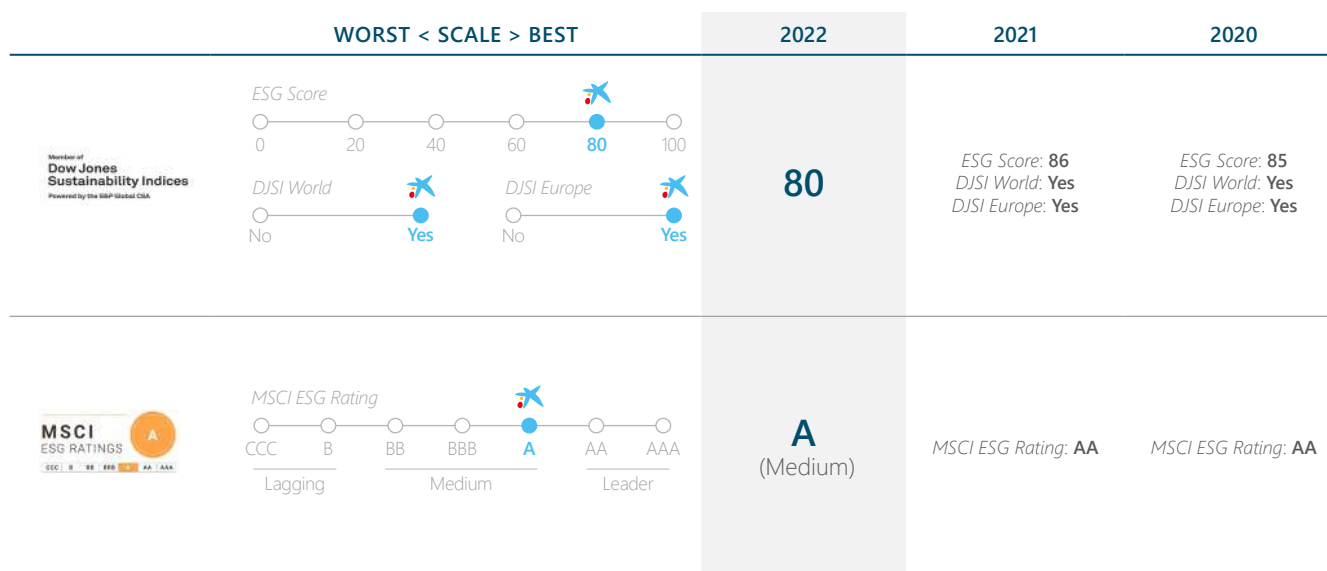 WORST < SCALE > BEST
2022
2021
2020
Member of
Dow Jones
Sustainability Indices
Powered by the S&P Global CSA
ESG Score
0 20 40 60 80 100
DJSI World
No Yes
DJSI Europe
No Yes
80
ESG Score: 86
DJSI World: Yes
DJSI Europe: Yes
ESG Score: 85
DJSI World: Yes
DJSI Europe: Yes
MSCI
ESG RATINGS
A
CCC B BB BBB A AA AAA
MSCI ESG Rating
CCC B BB BBB A AA AAA
Lagging Medium Leader
A
(Medium)
MSCI ESG Rating: AA
MSCI ESG Rating: AA